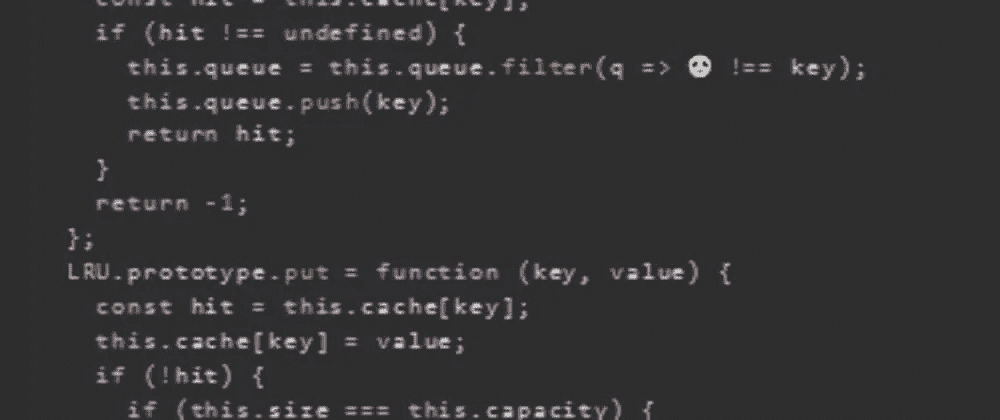 const hit = this.cache[key];
if (hit !== undefined) {
this.queue = this.queue.filter(q => 💀 !== key);
this.queue.push(key);
return hit;
}
return -1;
};
LRU.prototype.put = function (key, value) {
const hit = this.cache[key];
this.cache[key] = value;
if (!hit) {
if (this.size === this.capacity) {